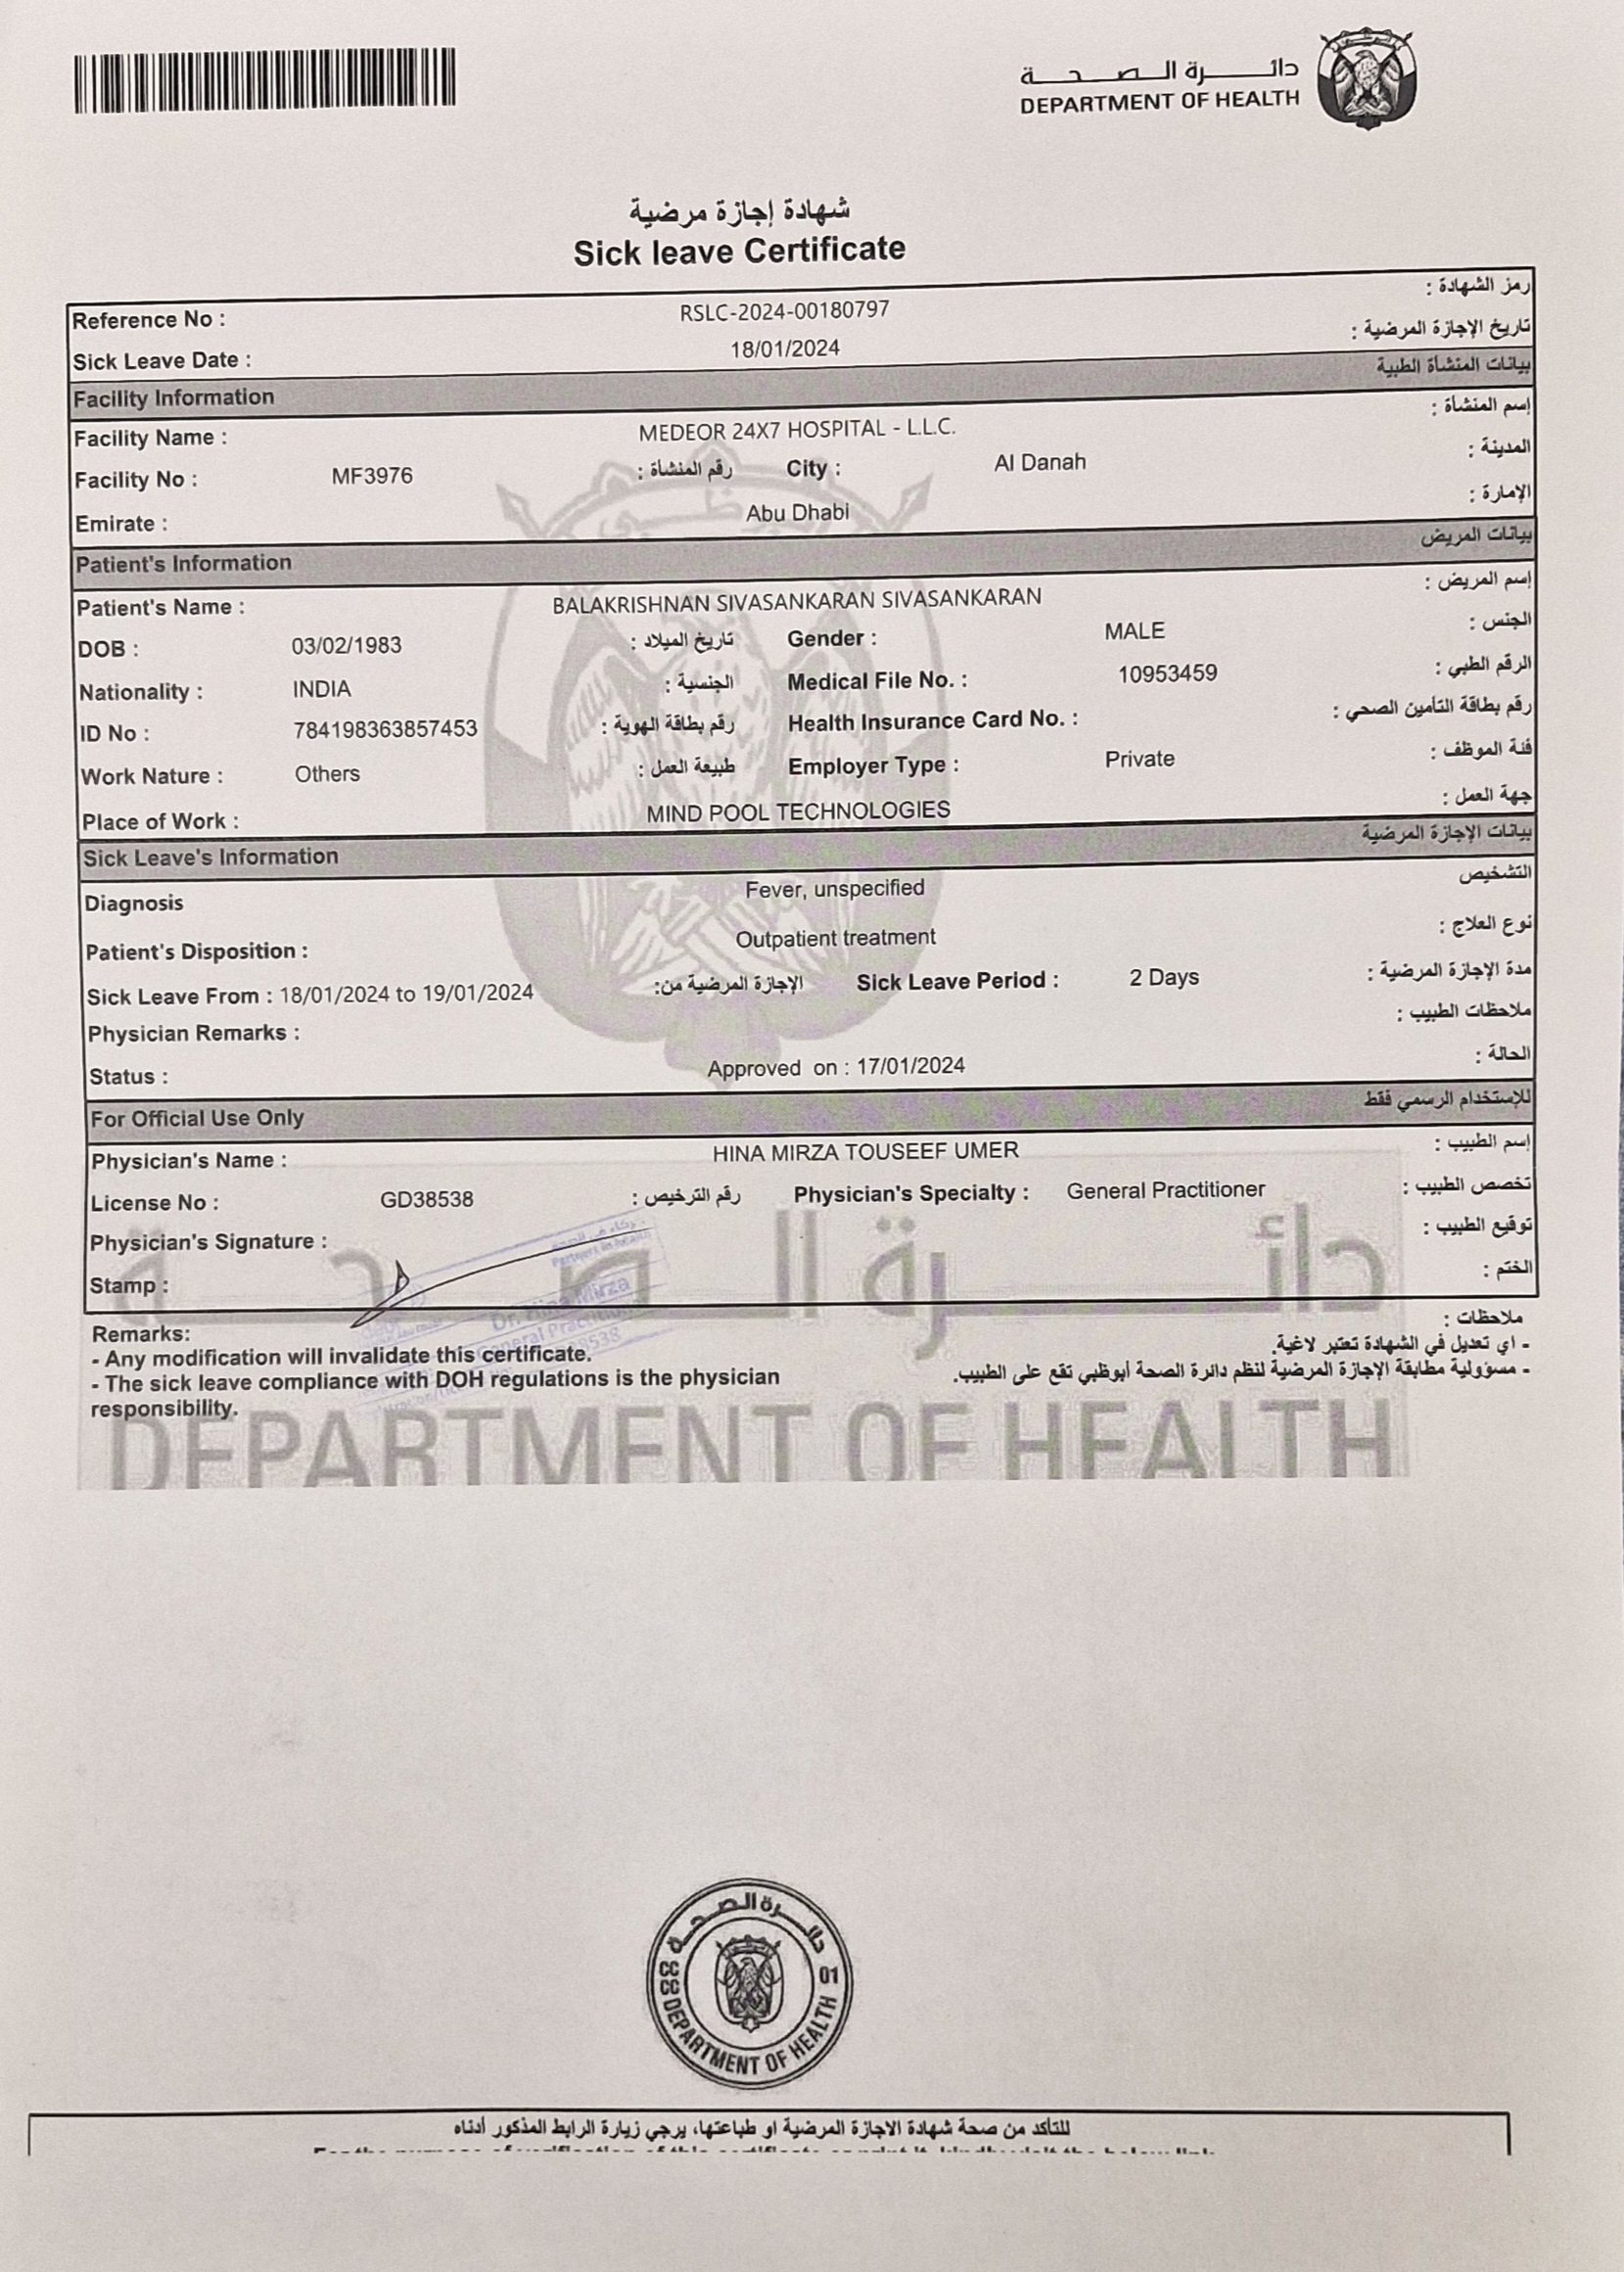 دائرة الصحة
DEPARTMENT OF HEALTH
شهادة إجازة مرضية
Sick leave Certificate
Reference No : RSLC-2024-00180797 رمز الشهادة :
Sick Leave Date : 18/01/2024 تاريخ الإجازة المرضية :
Facility Information بيانات المنشأة الطبية
Facility Name : MEDEOR 24X7 HOSPITAL - L.L.C. إسم المنشأة :
Facility No : MF3976 رقم المنشأة : City : Al Danah المدينة :
Emirate : Abu Dhabi الإمارة :
Patient's Information بيانات المريض
Patient's Name : BALAKRISHNAN SIVASANKARAN SIVASANKARAN إسم المريض :
DOB : 03/02/1983 تاريخ الميلاد : Gender : MALE الجنس :
Nationality : INDIA الجنسية : Medical File No. : 10953459 الرقم الطبي :
ID No : 784198363857453 رقم بطاقة الهوية : Health Insurance Card No. : رقم بطاقة التأمين الصحي :
Work Nature : Others طبيعة العمل : Employer Type : Private فئة الموظف :
Place of Work : MIND POOL TECHNOLOGIES جهة العمل :
Sick Leave's Information بيانات الإجازة المرضية
Diagnosis Fever, unspecified التشخيص
Patient's Disposition : Outpatient treatment نوع العلاج :
Sick Leave From : 18/01/2024 to 19/01/2024 الإجازة المرضية من: Sick Leave Period : 2 Days مدة الإجازة المرضية :
Physician Remarks : ملاحظات الطبيب :
Status : Approved on : 17/01/2024 الحالة :
For Official Use Only للإستخدام الرسمي فقط
Physician's Name : HINA MIRZA TOUSEEF UMER إسم الطبيب :
License No : GD38538 رقم الترخيص : Physician's Specialty : General Practitioner تخصص الطبيب :
Physician's Signature : توقيع الطبيب :
Stamp : الختم :
Partners in health
Dr. Hina Mirza
General Practitioner
Remarks: ملاحظات :
- Any modification will invalidate this certificate. - اي تعديل في الشهادة تعتبر لاغية.
- The sick leave compliance with DOH regulations is the physician responsibility. - مسؤولية مطابقة الإجازة المرضية لنظم دائرة الصحة أبوظبي تقع على الطبيب.
دائرة الصحة
DEPARTMENT OF HEALTH
دائرة الصحة
01
DEPARTMENT OF HEALTH
للتأكد من صحة شهادة الاجازة المرضية او طباعتها، يرجي زيارة الرابط المذكور أدناه